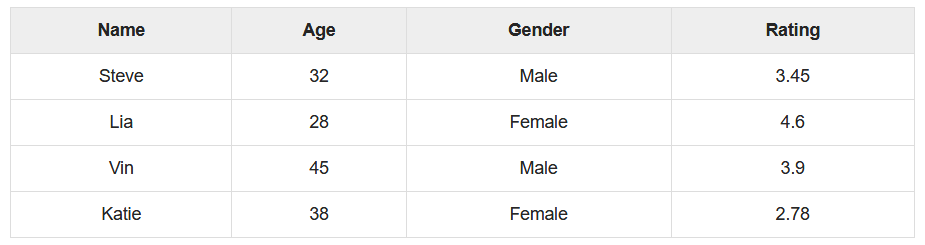 Name Age Gender Rating
Steve 32 Male 3.45
Lia 28 Female 4.6
Vin 45 Male 3.9
Katie 38 Female 2.78